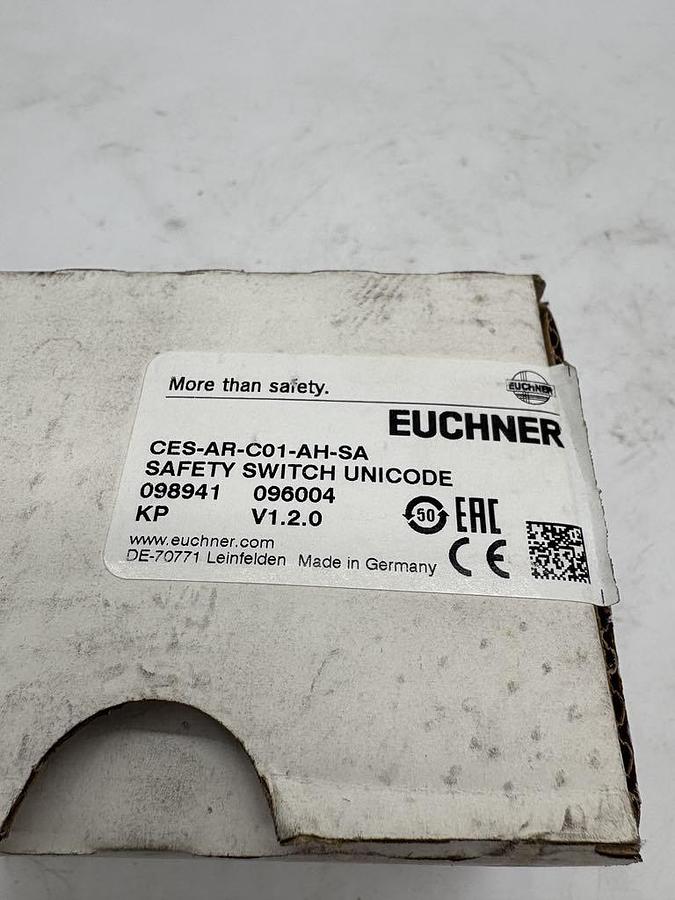 More than safety.
EUCHNER
EUCHNER
CES-AR-C01-AH-SA
SAFETY SWITCH UNICODE
098941 096004
KP V1.2.0
50 EAC
CE
www.euchner.com
DE-70771 Leinfelden Made in Germany